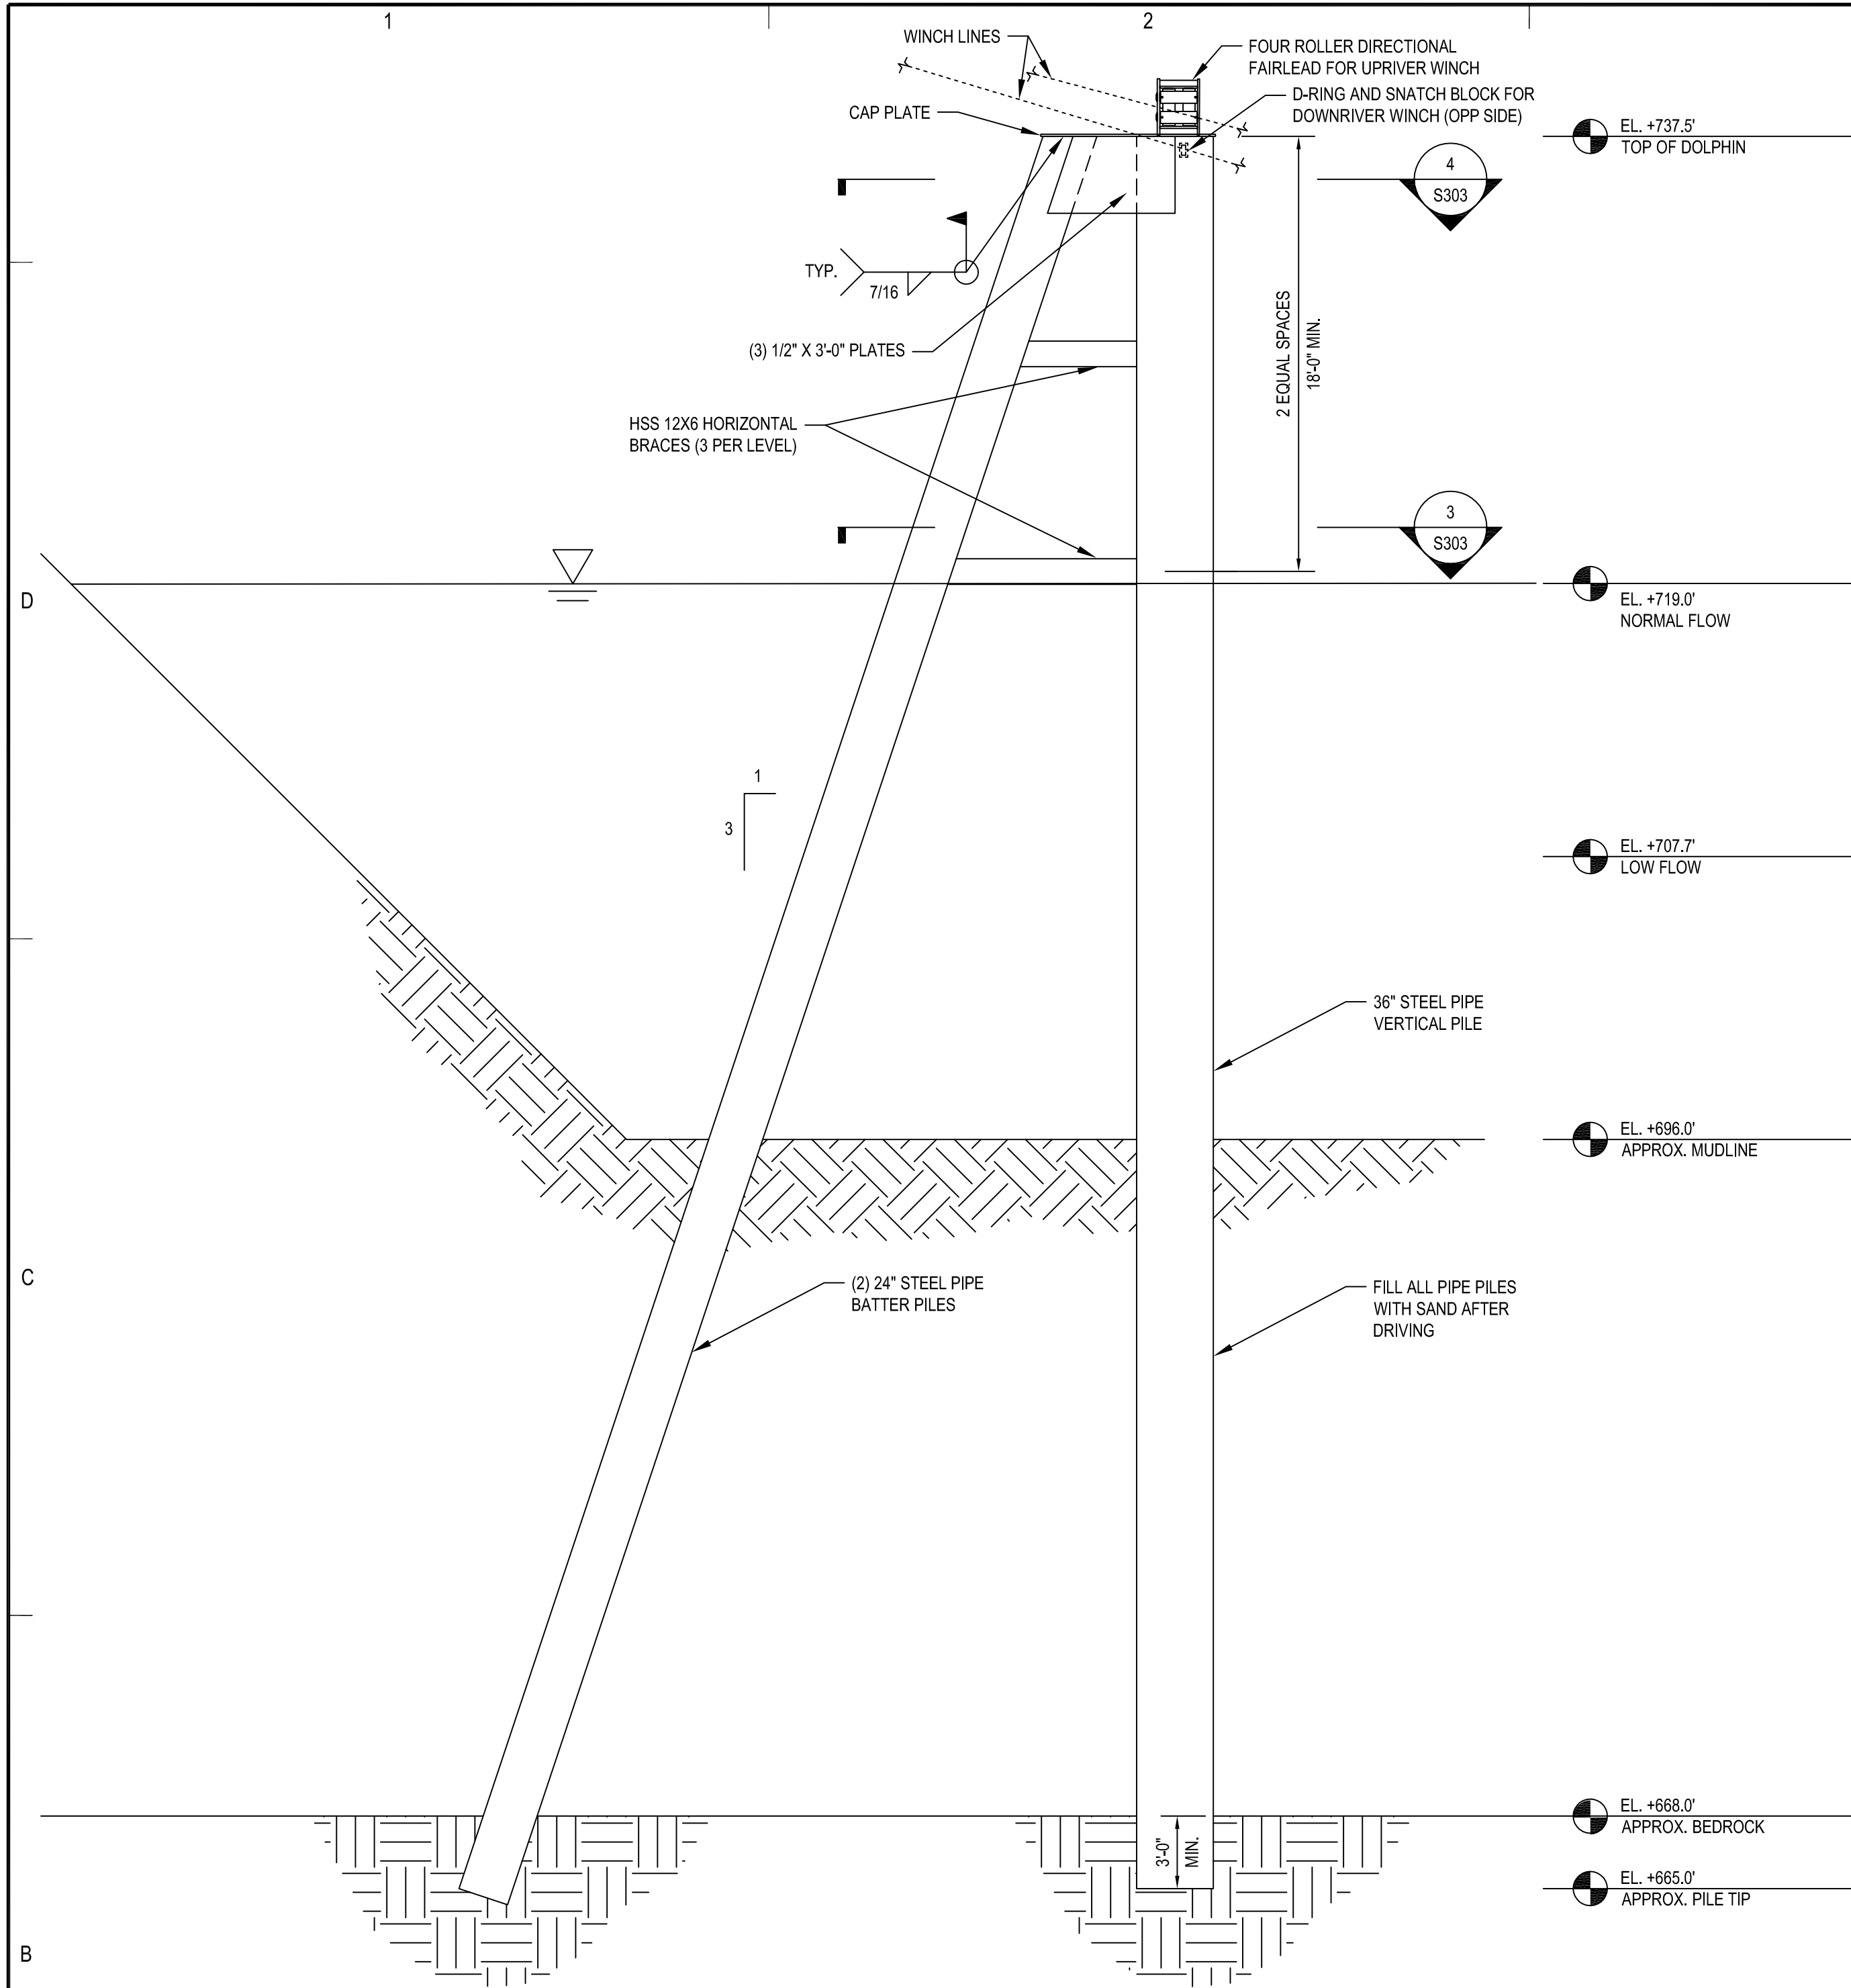 1
2
WINCH LINES
FOUR ROLLER DIRECTIONAL
FAIRLEAD FOR UPRIVER WINCH
D-RING AND SNATCH BLOCK FOR
DOWNRIVER WINCH (OPP SIDE)
CAP PLATE
EL. +737.5'
TOP OF DOLPHIN
4
S303
TYP.
7/16
2 EQUAL SPACES
18'-0" MIN.
(3) 1/2" X 3'-0" PLATES
HSS 12X6 HORIZONTAL
BRACES (3 PER LEVEL)
3
S303
D
EL. +719.0'
NORMAL FLOW
1
3
EL. +707.7'
LOW FLOW
36" STEEL PIPE
VERTICAL PILE
EL. +696.0'
APPROX. MUDLINE
C
(2) 24" STEEL PIPE
BATTER PILES
FILL ALL PIPE PILES
WITH SAND AFTER
DRIVING
EL. +668.0'
APPROX. BEDROCK
3'-0"
MIN.
EL. +665.0'
APPROX. PILE TIP
B